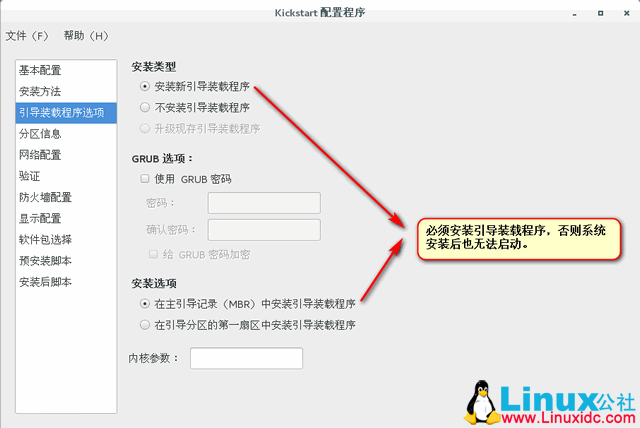 Kickstart 配置程序
文件（F） 帮助（H）
基本配置
安装方法
引导装载程序选项
分区信息
网络配置
验证
防火墙配置
显示配置
软件包选择
预安装脚本
安装后脚本
安装类型
安装新引导装载程序
不安装引导装载程序
升级现存引导装载程序
GRUB 选项：
使用 GRUB 密码
密码：
确认密码：
给 GRUB 密码加密
安装选项
在主引导记录（MBR）中安装引导装载程序
在引导分区的第一扇区中安装引导装载程序
内核参数：
必须安装引导装载程序，否则系统
安装后也无法启动。
Linux公社
www.Linuxidc.com